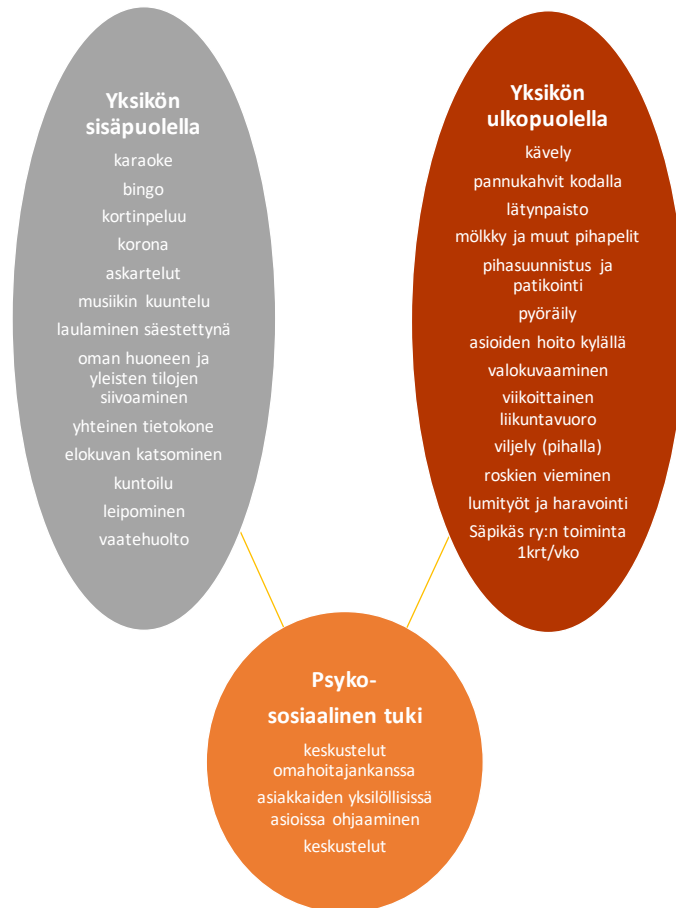 Yksikön
sisäpuolella
karaoke
bingo
kortinpeluu
korona
askartelut
musiikin kuuntelu
laulaminen säestettynä
oman huoneen ja
yleisten tilojen
siivoaminen
yhteinen tietokone
elokuvan katsominen
kuntoilu
leipominen
vaatehuolto
Yksikön
ulkopuolella
kävely
pannukahvit kodalla
lätynpaisto
mölkky ja muut pihapelit
pihasuunnistus ja
patikointi
pyöräily
asioiden hoito kylällä
valokuvaaminen
viikoittainen
liikuntavuoro
viljely (pihalla)
roskien vieminen
lumityöt ja haravointi
Säpikäs ry:n toiminta
1krt/vko
Psyko-
sosiaalinen tuki
keskustelut
omahoitajankanssa
asiakkaiden yksilöllisissä
asioissa ohjaaminen
keskustelut